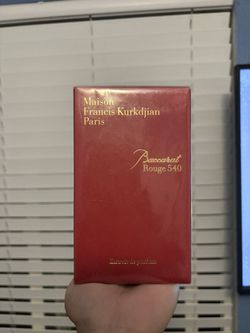 Maison
Francis Kurkdjian
Paris
Baccarat
Rouge 540
Extrait de parfum